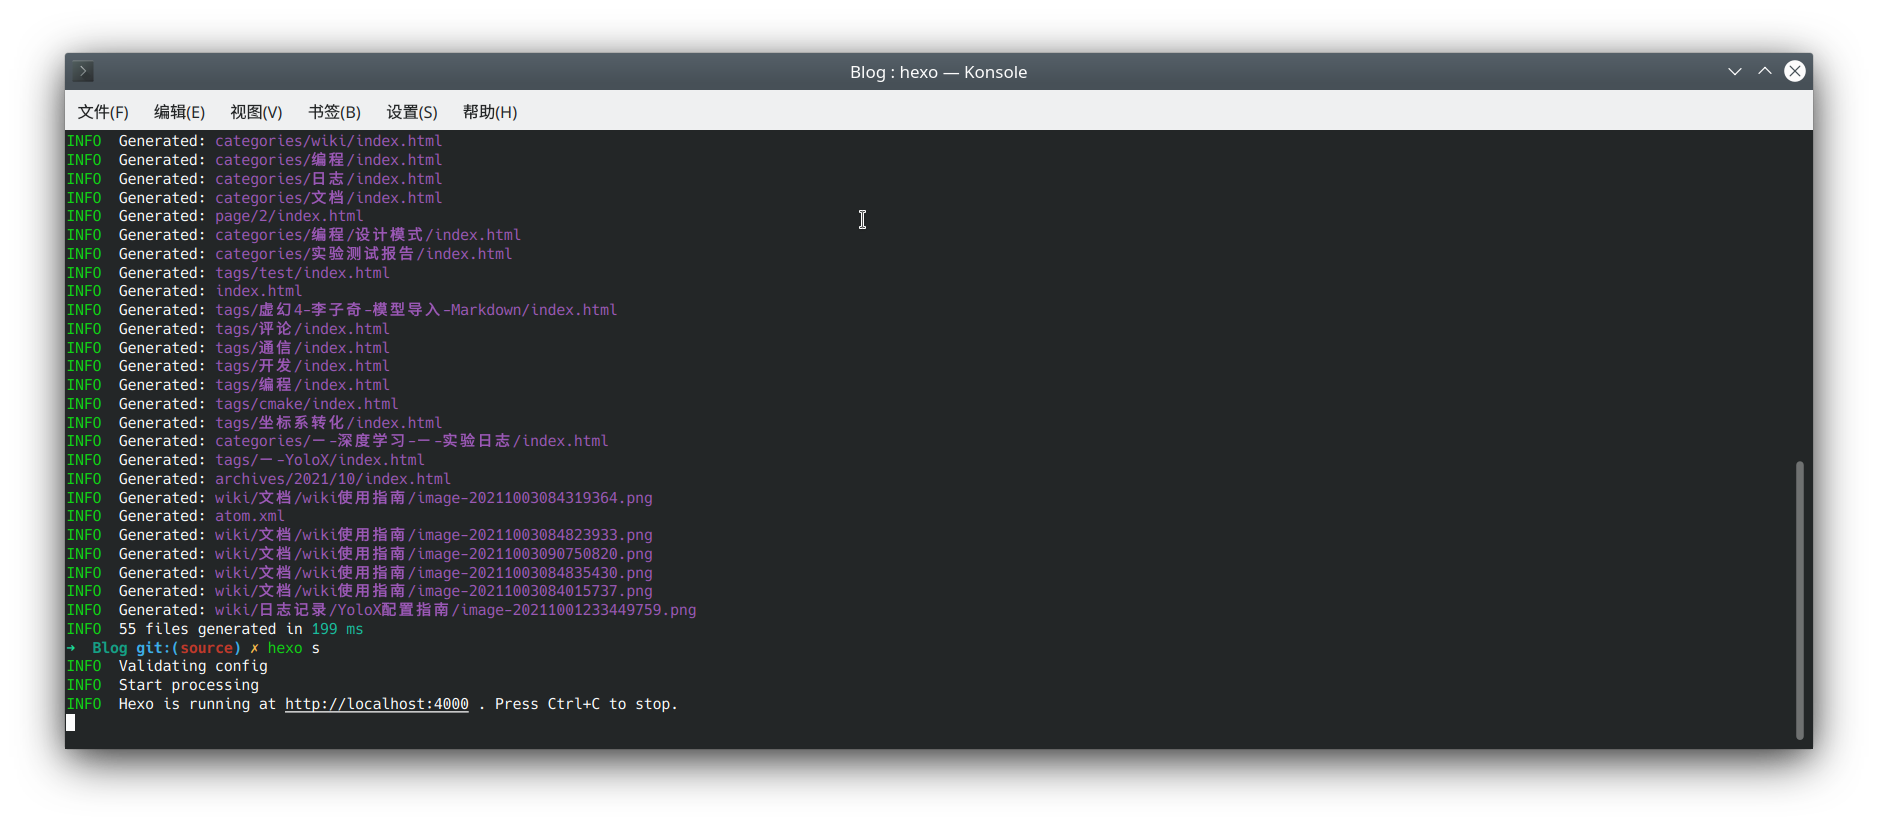 Blog : hexo — Konsole
文件(F) 编辑(E) 视图(V) 书签(B) 设置(S) 帮助(H)
INFO  Generated: categories/wiki/index.html
INFO  Generated: categories/编程/index.html
INFO  Generated: categories/日志/index.html
INFO  Generated: categories/文档/index.html
INFO  Generated: page/2/index.html
INFO  Generated: categories/编程/设计模式/index.html
INFO  Generated: categories/实验测试报告/index.html
INFO  Generated: tags/test/index.html
INFO  Generated: index.html
INFO  Generated: tags/虚幻4-李子奇-模型导入-Markdown/index.html
INFO  Generated: tags/评论/index.html
INFO  Generated: tags/通信/index.html
INFO  Generated: tags/开发/index.html
INFO  Generated: tags/编程/index.html
INFO  Generated: tags/cmake/index.html
INFO  Generated: tags/坐标系转化/index.html
INFO  Generated: categories/一-深度学习-一-实验日志/index.html
INFO  Generated: tags/一-YoloX/index.html
INFO  Generated: archives/2021/10/index.html
INFO  Generated: wiki/文档/wiki使用指南/image-20211003084319364.png
INFO  Generated: atom.xml
INFO  Generated: wiki/文档/wiki使用指南/image-20211003084823933.png
INFO  Generated: wiki/文档/wiki使用指南/image-20211003090750820.png
INFO  Generated: wiki/文档/wiki使用指南/image-20211003084835430.png
INFO  Generated: wiki/文档/wiki使用指南/image-20211003084015737.png
INFO  Generated: wiki/日志记录/YoloX配置指南/image-20211001233449759.png
INFO  55 files generated in 199 ms
➜  Blog git:(source) ✗ hexo s
INFO  Validating config
INFO  Start processing
INFO  Hexo is running at http://localhost:4000 . Press Ctrl+C to stop.